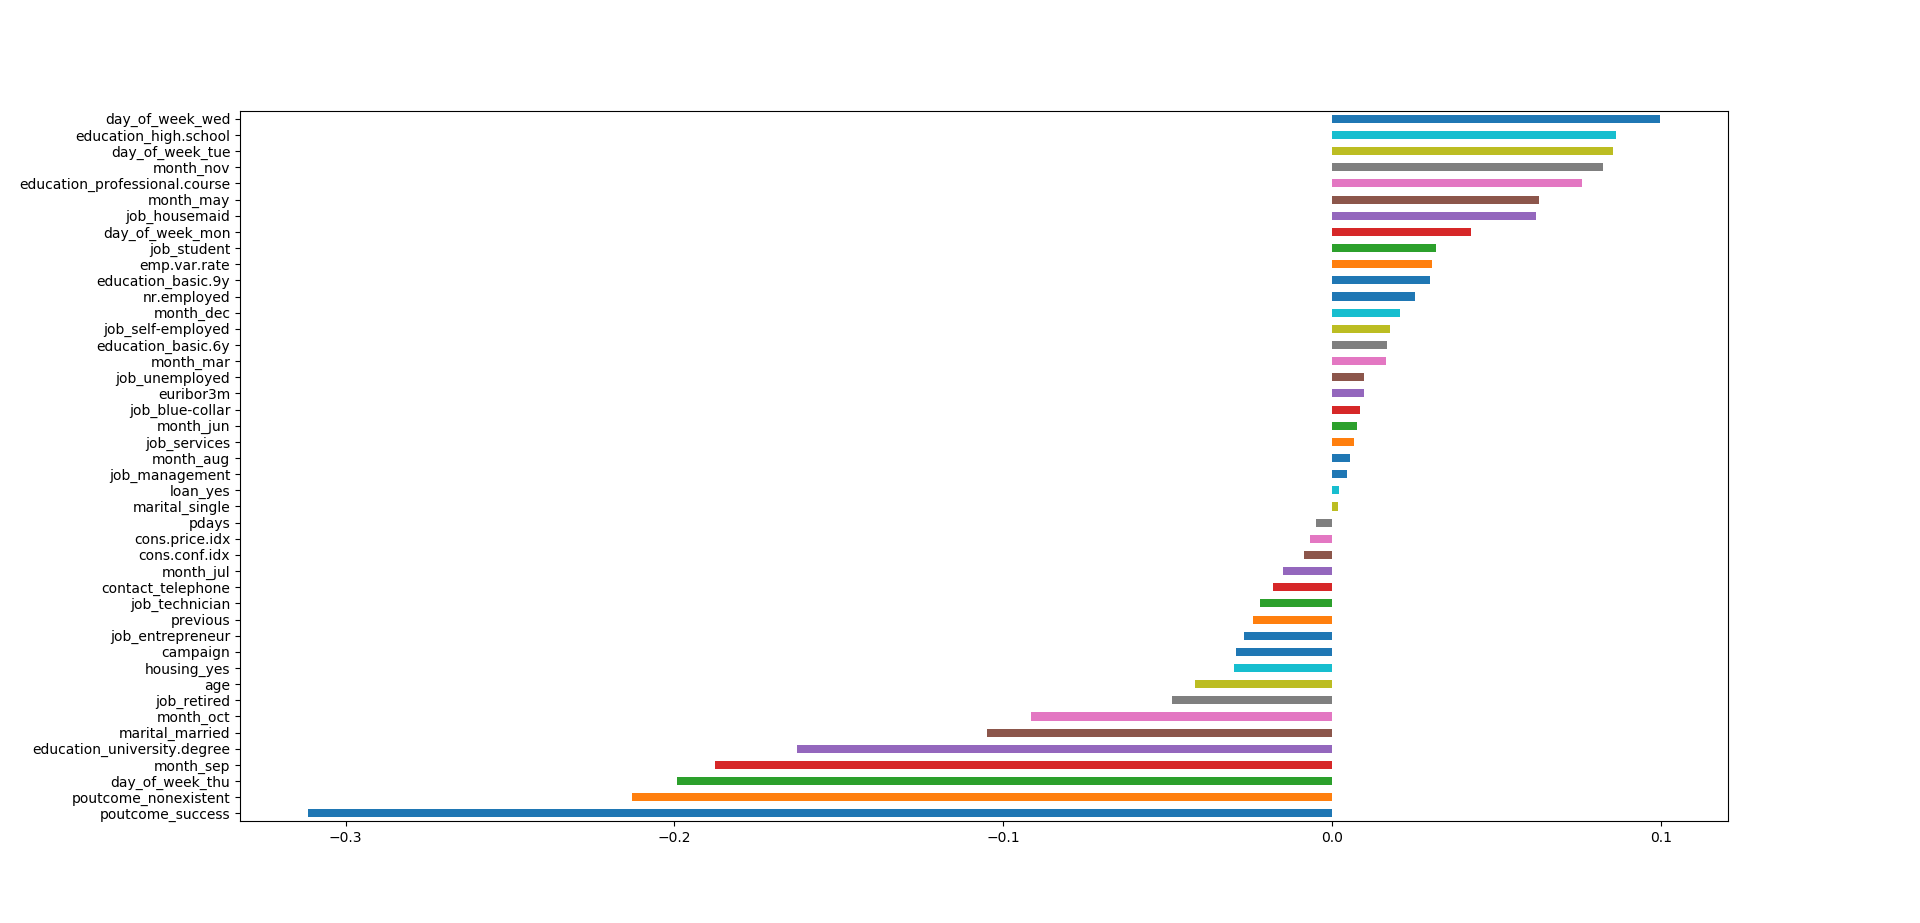 day_of_week_wed
education_high.school
day_of_week_tue
month_nov
education_professional.course
month_may
job_housemaid
day_of_week_mon
job_student
emp.var.rate
education_basic.9y
nr.employed
month_dec
job_self-employed
education_basic.6y
month_mar
job_unemployed
euribor3m
job_blue-collar
month_jun
job_services
month_aug
job_management
loan_yes
marital_single
pdays
cons.price.idx
cons.conf.idx
month_jul
contact_telephone
job_technician
previous
job_entrepreneur
campaign
housing_yes
age
job_retired
month_oct
marital_married
education_university.degree
month_sep
day_of_week_thu
poutcome_nonexistent
poutcome_success
−0.3 −0.2 −0.1 0.0 0.1